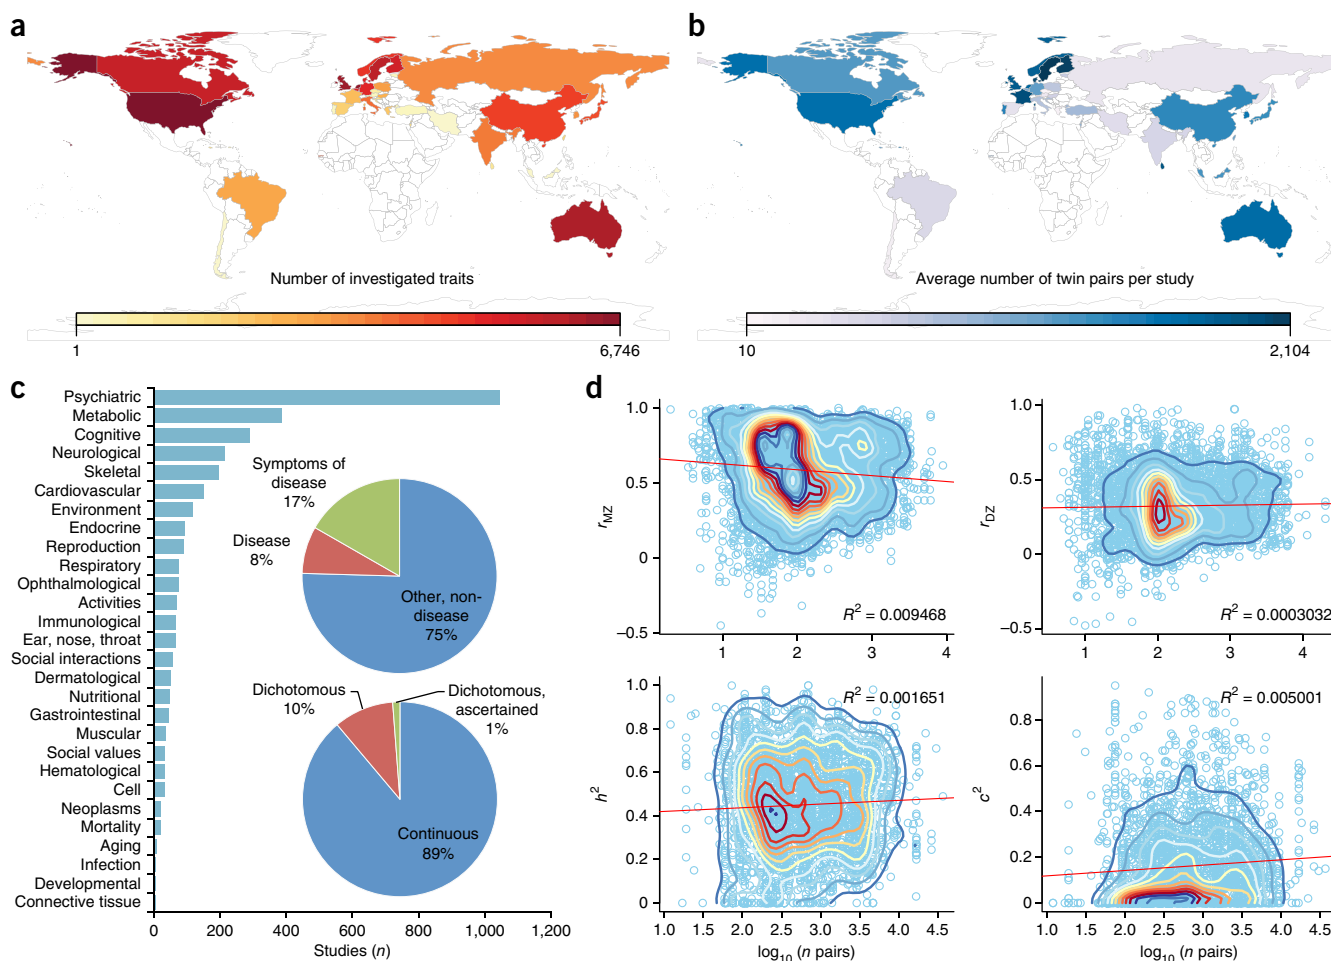 a
b
Number of investigated traits
1
6,746
Average number of twin pairs per study
10
2,104
c
Psychiatric
Metabolic
Cognitive
Neurological
Skeletal
Cardiovascular
Environment
Endocrine
Reproduction
Respiratory
Ophthalmological
Activities
Immunological
Ear, nose, throat
Social interactions
Dermatological
Nutritional
Gastrointestinal
Muscular
Social values
Hematological
Cell
Neoplasms
Mortality
Aging
Infection
Developmental
Connective tissue
0
200
400
600
800
1,000
1,200
Studies (n)
Symptoms of
disease
17%
Disease
8%
Other, non-
disease
75%
Dichotomous
10%
Dichotomous,
ascertained
1%
Continuous
89%
d
1.0
0.5
0
−0.5
r MZ
R² = 0.009468
1
2
3
4
1.0
0.5
0
−0.5
r DZ
R² = 0.0003032
1
2
3
4
1.0
0.8
0.6
0.4
0.2
0
h²
R² = 0.001651
1.0
1.5
2.0
2.5
3.0
3.5
4.0
4.5
log₁₀ (n pairs)
0.8
0.6
0.4
0.2
0
c²
R² = 0.005001
1.0
1.5
2.0
2.5
3.0
3.5
4.0
4.5
log₁₀ (n pairs)